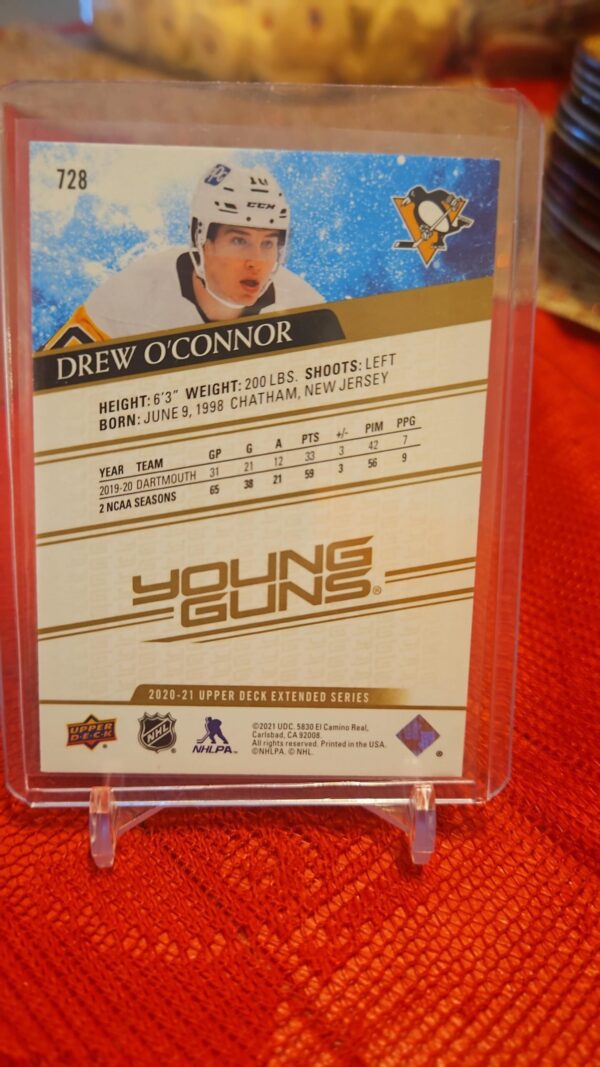 728
10
CCM
DREW O'CONNOR
HEIGHT: 6'3" WEIGHT: 200 LBS. SHOOTS: LEFT
BORN: JUNE 9, 1998 CHATHAM, NEW JERSEY
YEAR TEAM GP G A PTS +/- PIM PPG
2019-20 DARTMOUTH 31 21 12 33 3 42 7
2 NCAA SEASONS 65 38 21 59 3 56 9
YOUNG
GUNS®
2020-21 UPPER DECK EXTENDED SERIES
UPPER
D·E·C·K
NHL
NHLPA
©2021 UDC. 5830 El Camino Real,
Carlsbad, CA 92008.
All rights reserved. Printed in the USA.
©NHLPA. © NHL.